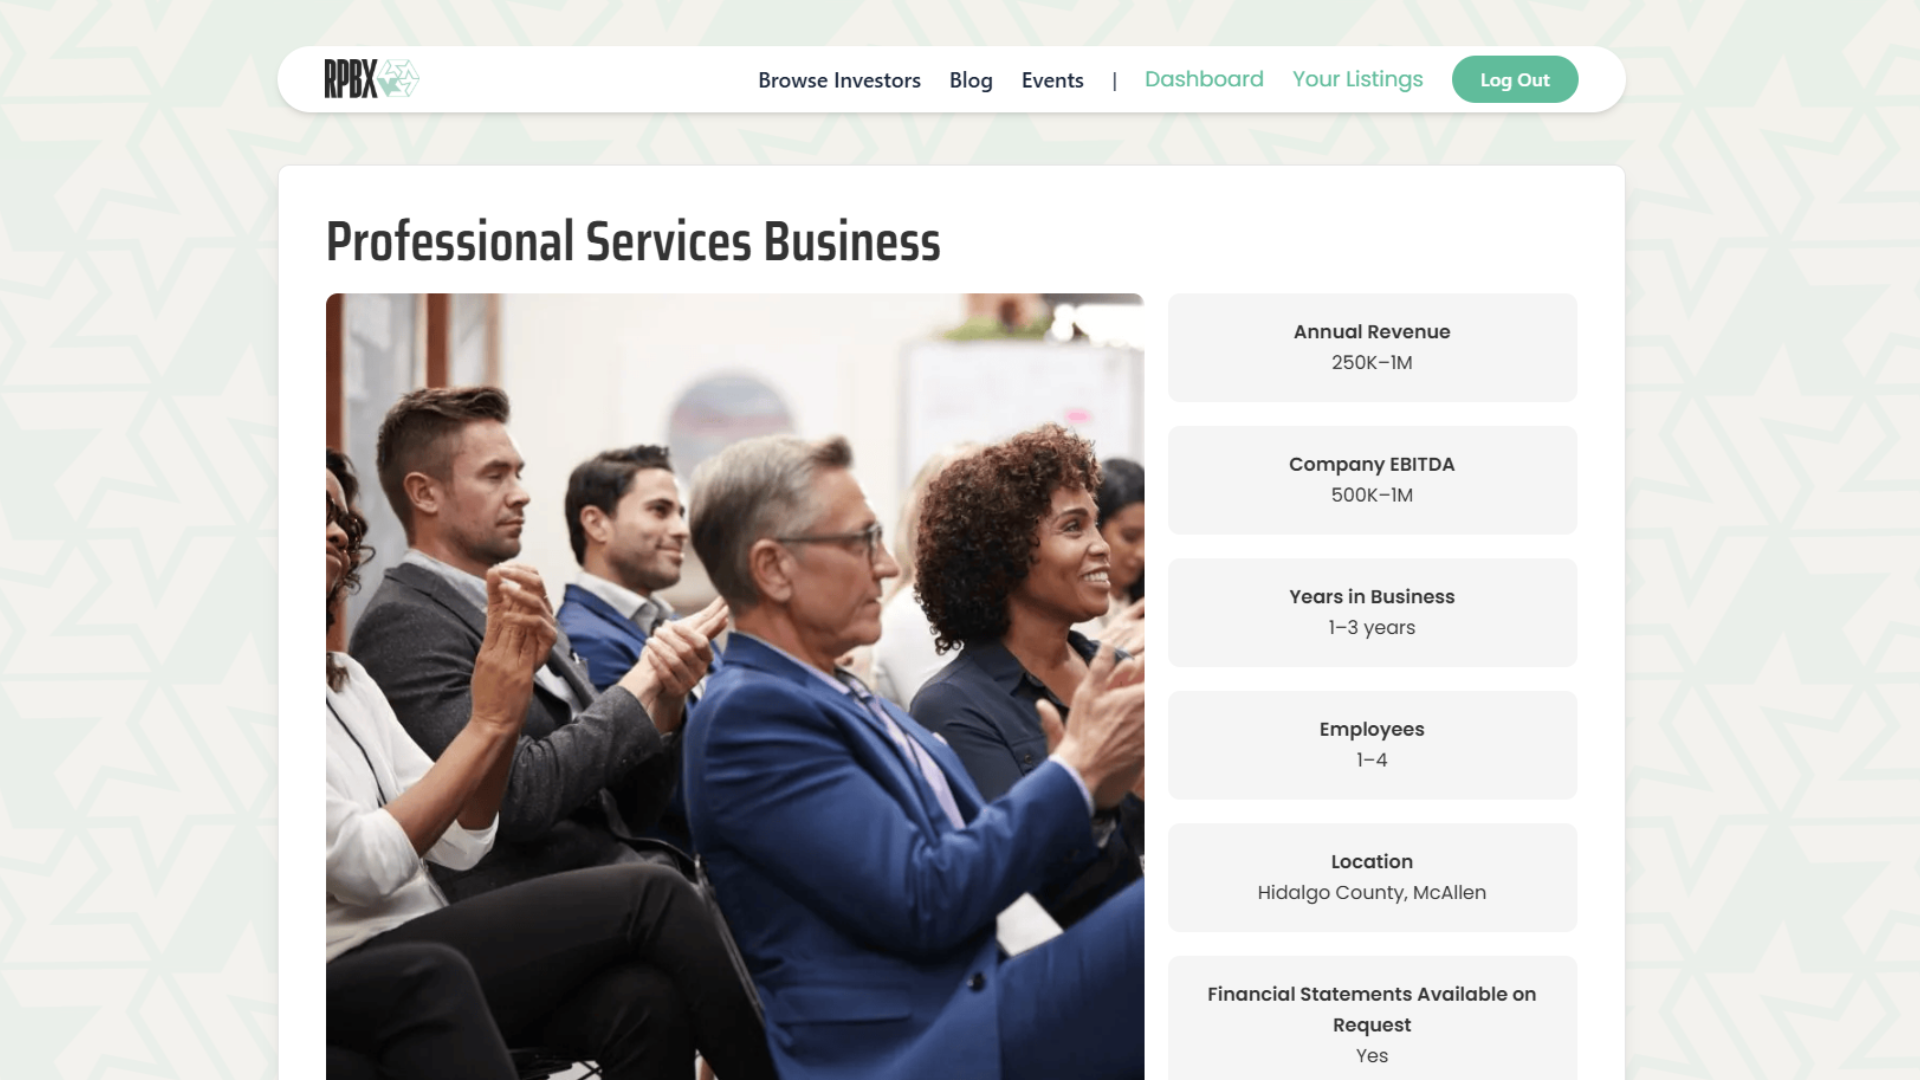 RPBX
Browse Investors Blog Events | Dashboard Your Listings Log Out
Professional Services Business
Annual Revenue
250K–1M
Company EBITDA
500K–1M
Years in Business
1–3 years
Employees
1–4
Location
Hidalgo County, McAllen
Financial Statements Available on
Request
Yes